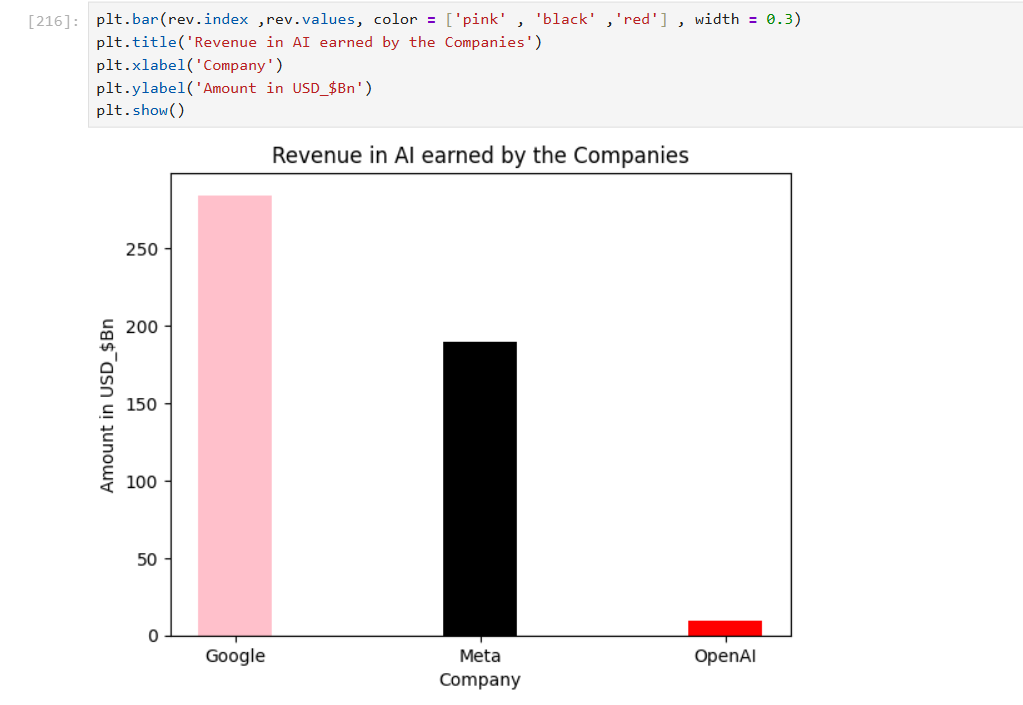 [216]:
plt.bar(rev.index ,rev.values, color = ['pink' , 'black' ,'red'] , width = 0.3)
plt.title('Revenue in AI earned by the Companies')
plt.xlabel('Company')
plt.ylabel('Amount in USD_$Bn')
plt.show()
Revenue in AI earned by the Companies
Amount in USD_$Bn
250
200
150
100
50
0
Google
Meta
OpenAI
Company